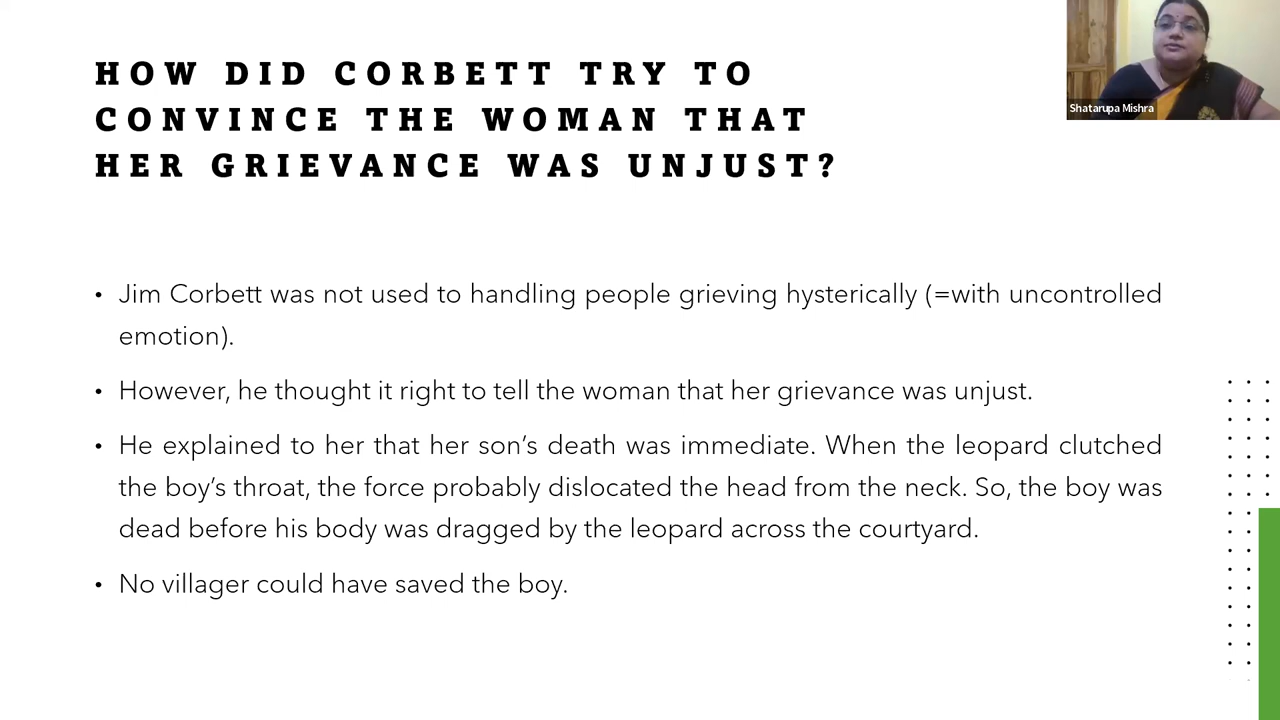 HOW DID CORBETT TRY TO
CONVINCE THE WOMAN THAT
HER GRIEVANCE WAS UNJUST?
Shatarupa Mishra
• Jim Corbett was not used to handling people grieving hysterically (=with uncontrolled
emotion).
• However, he thought it right to tell the woman that her grievance was unjust.
• He explained to her that her son's death was immediate. When the leopard clutched
the boy's throat, the force probably dislocated the head from the neck. So, the boy was
dead before his body was dragged by the leopard across the courtyard.
• No villager could have saved the boy.